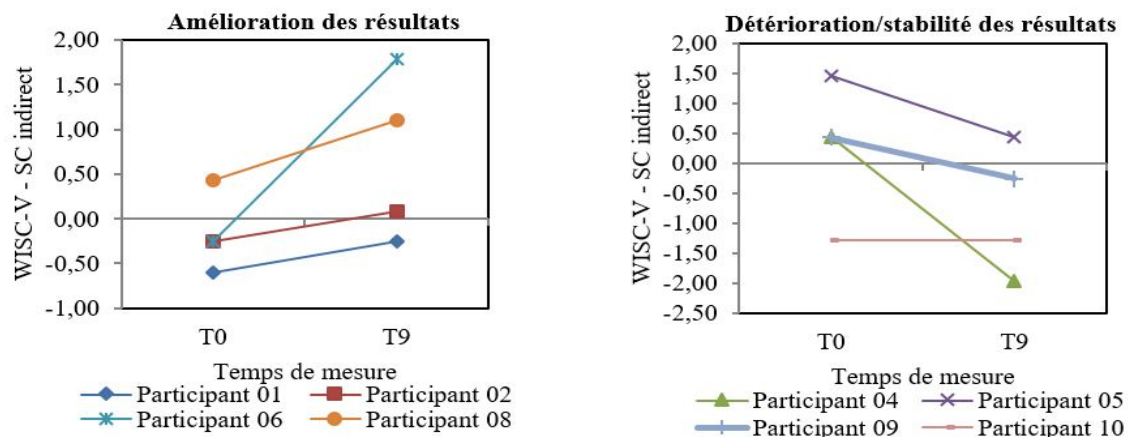 Amélioration des résultats
2,00
1,50
1,00
0,50
0,00
-0,50
-1,00
WISC-V - SC indirect
T0
T9
Temps de mesure
Participant 01
Participant 02
Participant 06
Participant 08
Détérioration/stabilité des résultats
2,00
1,50
1,00
0,50
0,00
-0,50
-1,00
-1,50
-2,00
-2,50
WISC-V - SC indirect
T0
T9
Temps de mesure
Participant 04
Participant 05
Participant 09
Participant 10